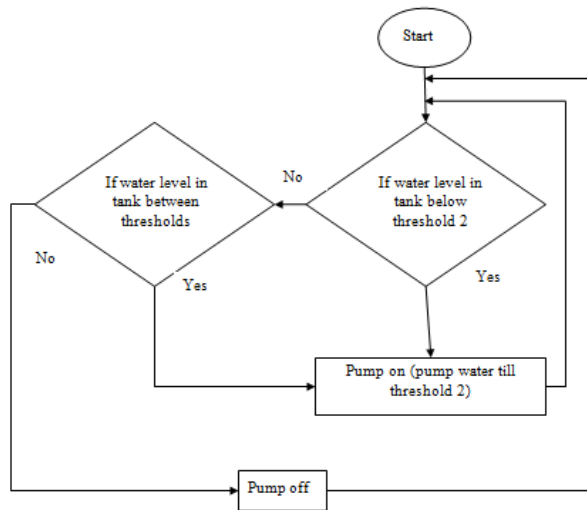 Start
If water level in
tank between
thresholds
No
If water level in
tank below
threshold 2
No
Yes
Yes
Pump on (pump water till
threshold 2)
Pump off